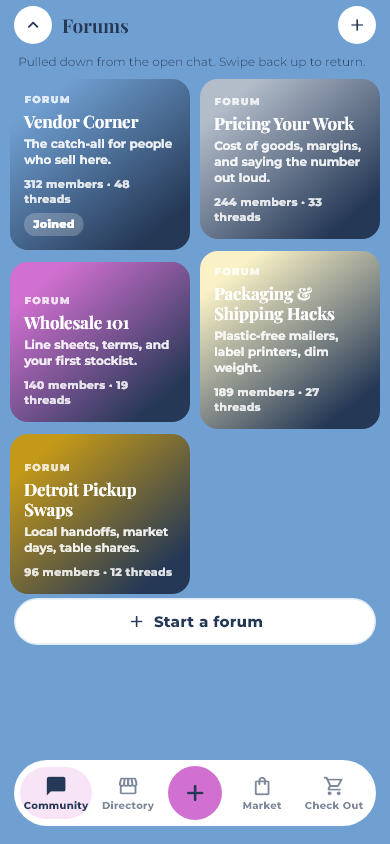 Forums
Pulled down from the open chat. Swipe back up to return.
FORUM
Vendor Corner
The catch-all for people
who sell here.
312 members • 48
threads
Joined
FORUM
Pricing Your Work
Cost of goods, margins,
and saying the number
out loud.
244 members • 33
threads
FORUM
Wholesale 101
Line sheets, terms, and
your first stockist.
140 members • 19
threads
FORUM
Packaging &
Shipping Hacks
Plastic-free mailers,
label printers, dim
weight.
189 members • 27
threads
FORUM
Detroit Pickup
Swaps
Local handoffs, market
days, table shares.
96 members • 12 threads
+ Start a forum
Community
Directory
Market
Check Out